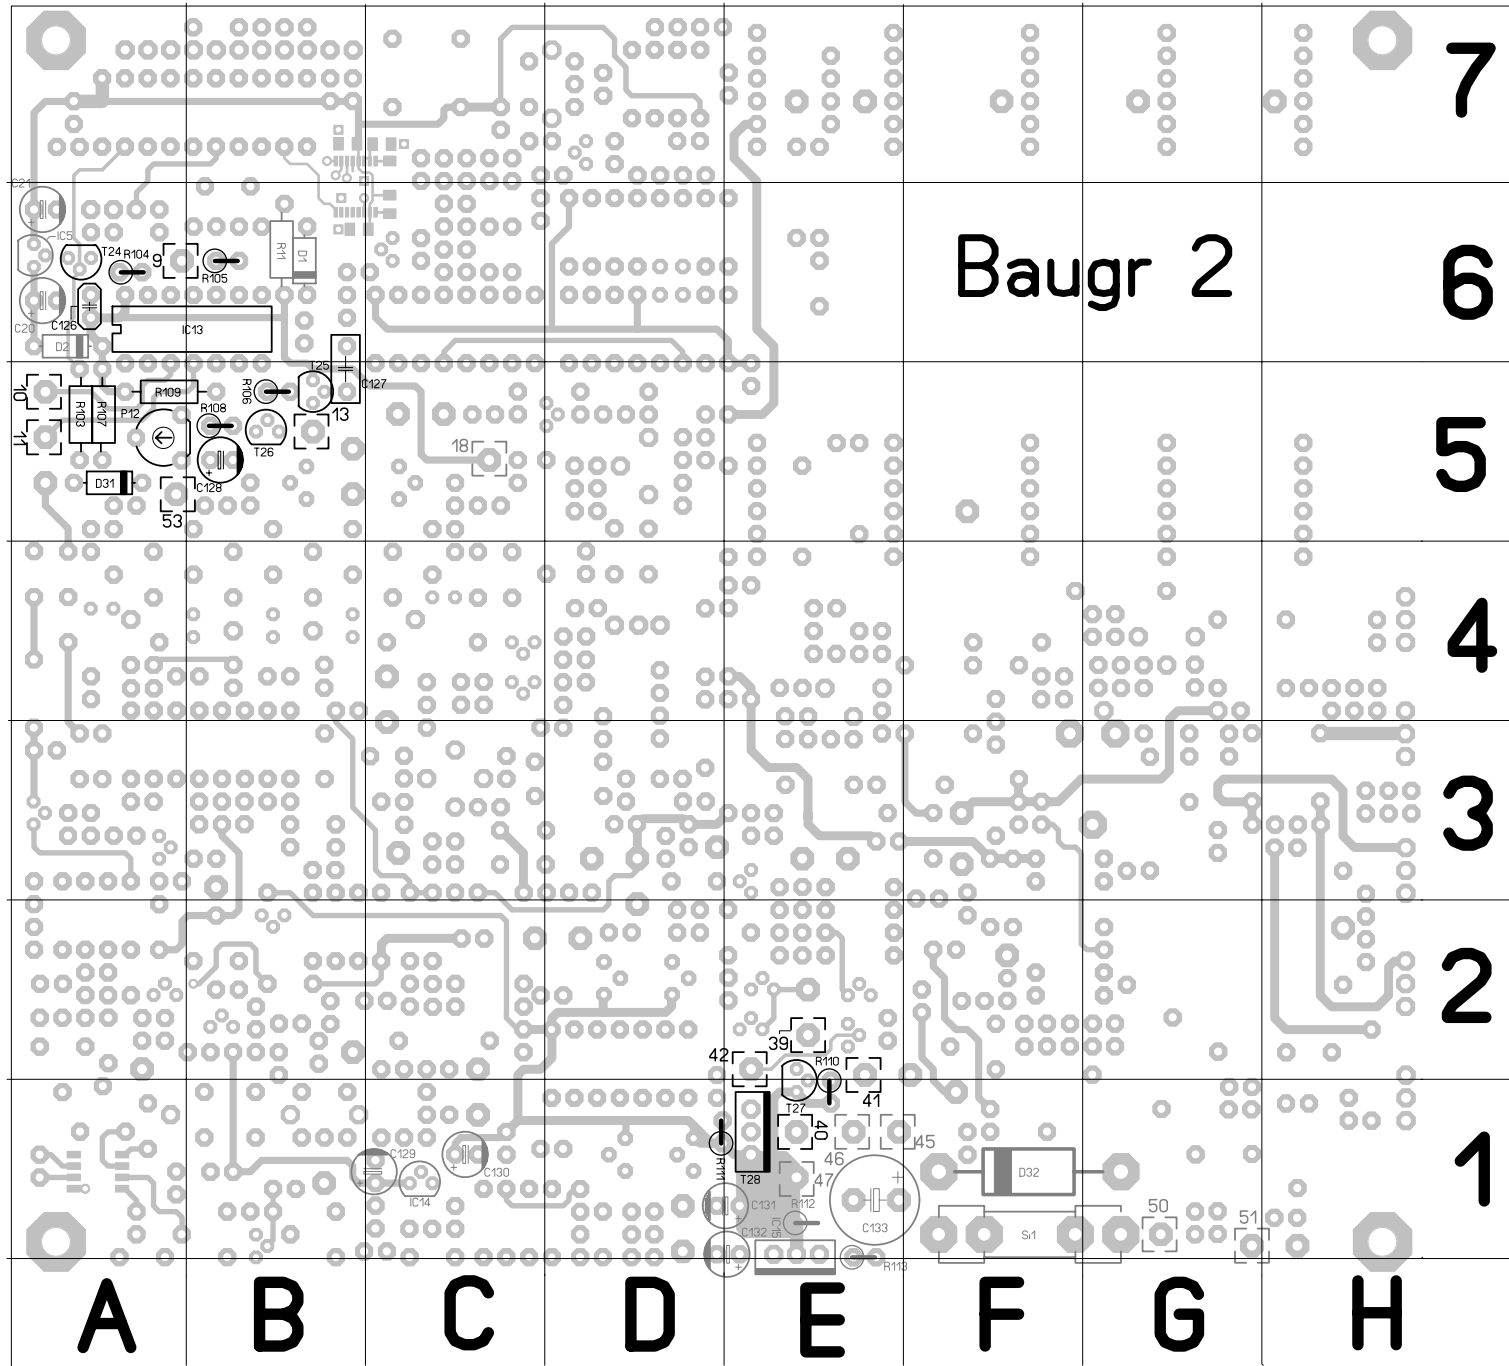 7
C21
IC5
T24
R104
9
R105
R11
D1
Baugr 2
6
C20
C126
IC13
D2
T25
C127
10
R103
R107
R109
R106
P12
R108
13
11
T26
18
5
D31
C128
53
4
3
2
39
42
R110
41
T27
40
45
46
1
C129
C130
R111
T28
47
D32
IC14
C131
R112
C132
IC15
C133
Si1
50
51
R113
A B C D E F G H